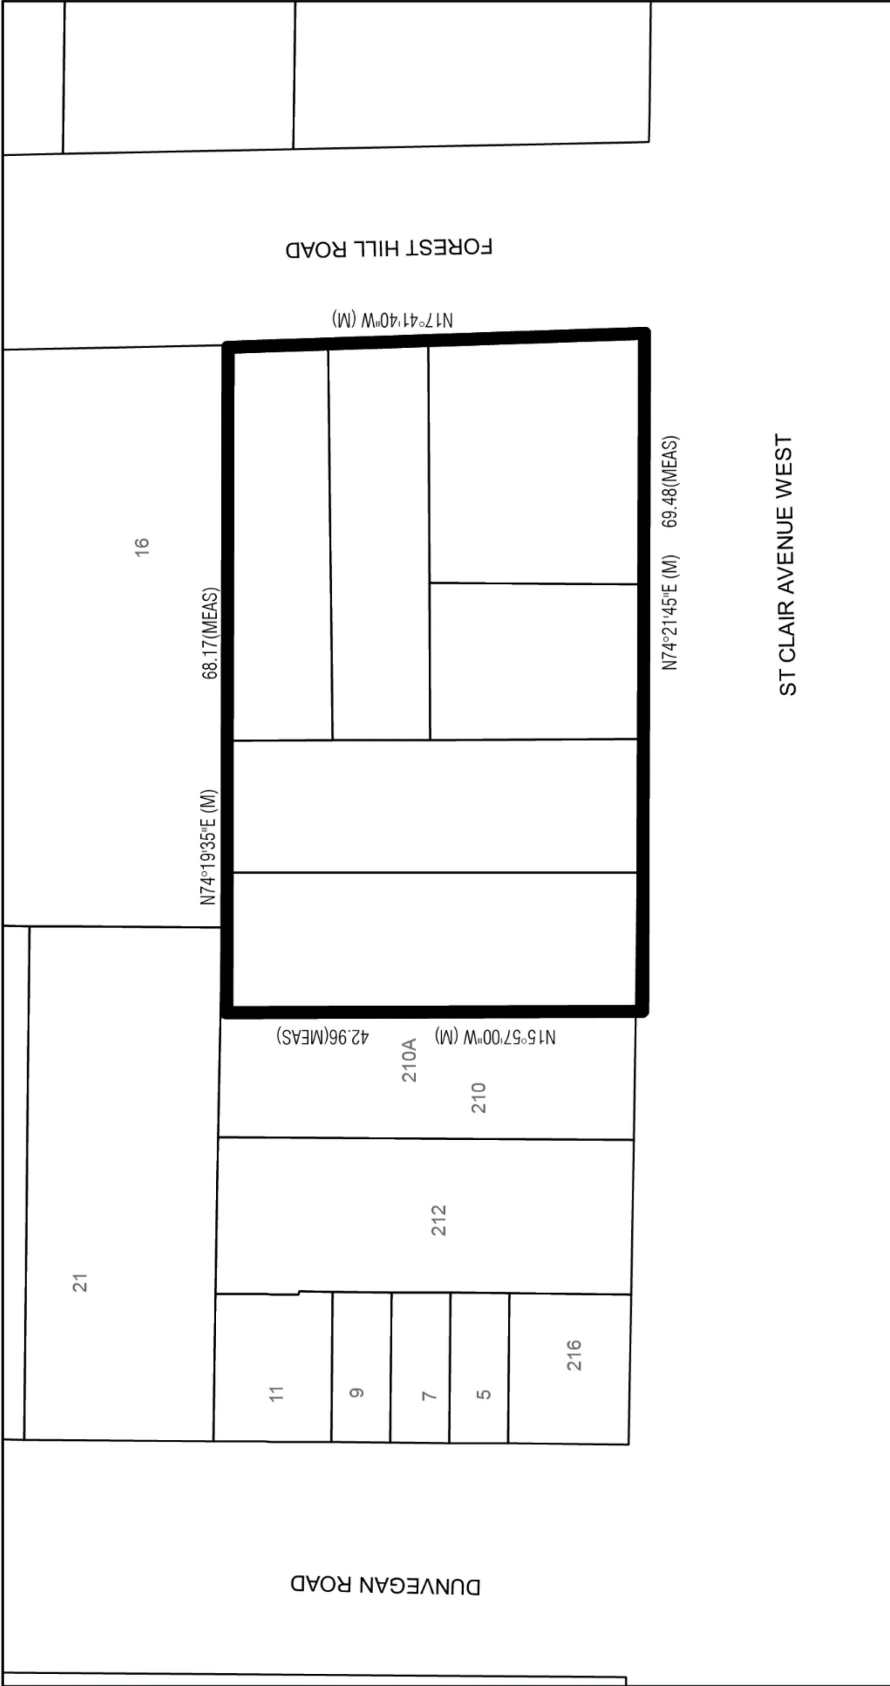 FOREST HILL ROAD
N17°41'40"W (M)
16
68.17(MEAS)
N74°19'35"E (M)
N74°21'45"E (M) 69.48(MEAS)
ST CLAIR AVENUE WEST
42.96(MEAS)
N15°57'00"W (M)
210A
210
212
21
11
9
7
5
216
DUNVEGAN ROAD